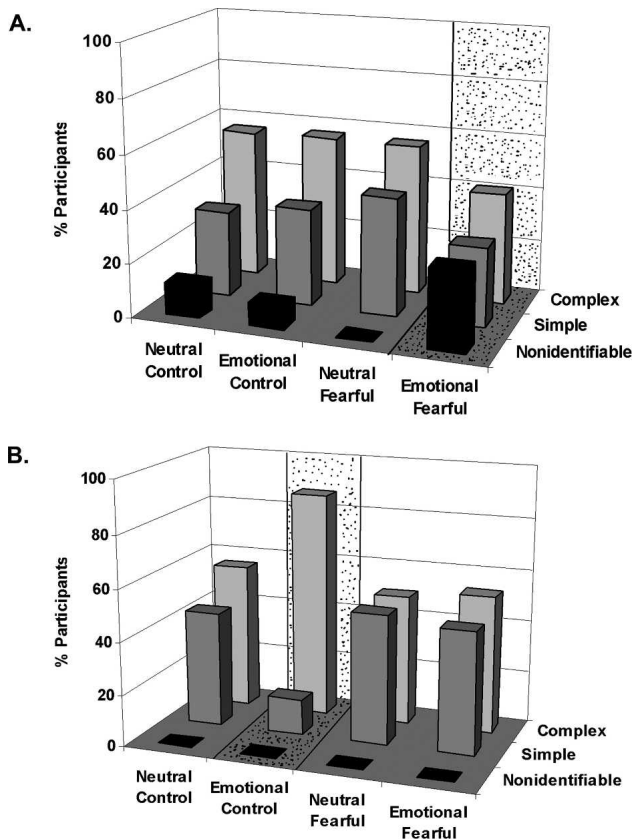 A.
100
80
60
40
20
0
% Participants
Complex
Simple
Nonidentifiable
Neutral
Control
Emotional
Control
Neutral
Fearful
Emotional
Fearful
B.
100
80
60
40
20
0
% Participants
Complex
Simple
Nonidentifiable
Neutral
Control
Emotional
Control
Neutral
Fearful
Emotional
Fearful